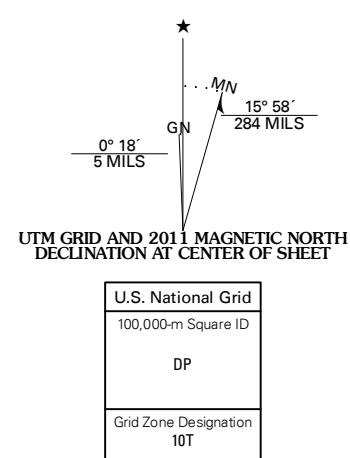 ★
MN
GN
15° 58´
284 MILS
0° 18´
5 MILS
UTM GRID AND 2011 MAGNETIC NORTH
DECLINATION AT CENTER OF SHEET
U.S. National Grid
100,000-m Square ID
DP
Grid Zone Designation
10T